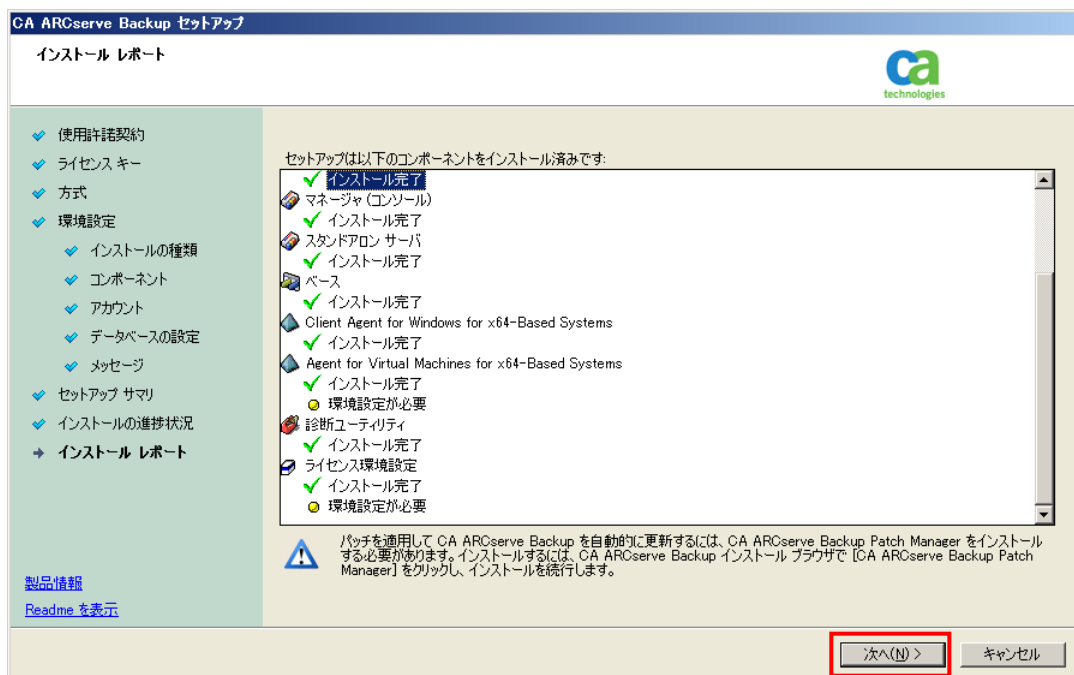 CA ARCserve Backup セットアップ
インストール レポート
ca
technologies
使用許諾契約
ライセンス キー
方式
環境設定
インストールの種類
コンポーネント
アカウント
データベースの設定
メッセージ
セットアップ サマリ
インストールの進捗状況
インストール レポート
製品情報
Readme を表示
セットアップは以下のコンポーネントをインストール済みです:
インストール完了
マネージャ (コンソール)
インストール完了
スタンドアロン サーバ
インストール完了
ベース
インストール完了
Client Agent for Windows for x64-Based Systems
インストール完了
Agent for Virtual Machines for x64-Based Systems
インストール完了
環境設定が必要
診断ユーティリティ
インストール完了
ライセンス環境設定
インストール完了
環境設定が必要
パッチを適用して CA ARCserve Backup を自動的に更新するには、CA ARCserve Backup Patch Manager をインストール
する必要があります。インストールするには、CA ARCserve Backup インストール ブラウザで [CA ARCserve Backup Patch
Manager] をクリックし、インストールを続行します。
次へ(N) >
キャンセル